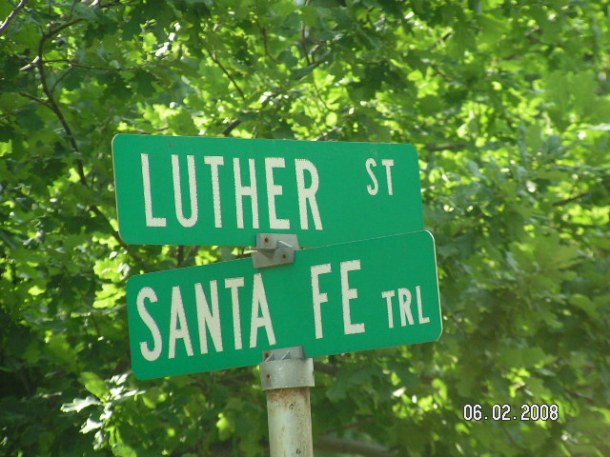 LUTHER ST
SANTA FE TRL
06.02.2008